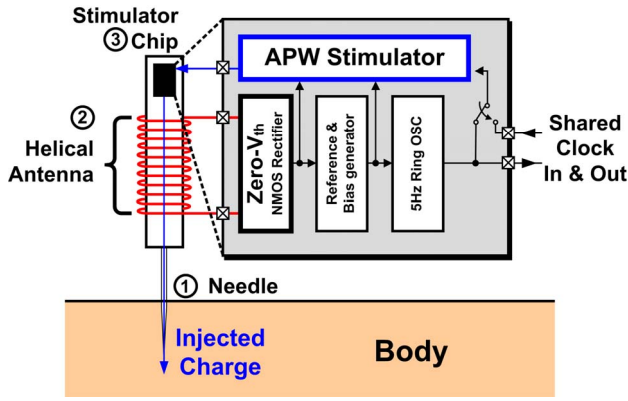 Stimulator
③ Chip
APW Stimulator
②
Helical
Antenna
Zero-Vth
NMOS Rectifier
Reference &
Bias generator
5Hz Ring OSC
Shared
Clock
In & Out
① Needle
Injected
Charge
Body